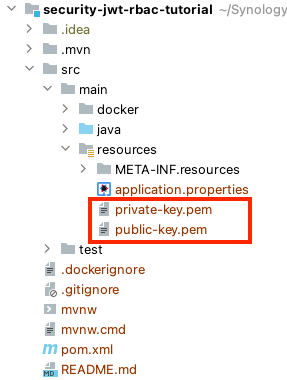 security-jwt-rbac-tutorial ~/Synology
.idea
.mvn
src
main
docker
java
resources
META-INF.resources
application.properties
private-key.pem
public-key.pem
test
.dockerignore
.gitignore
mvnw
mvnw.cmd
pom.xml
MD README.md